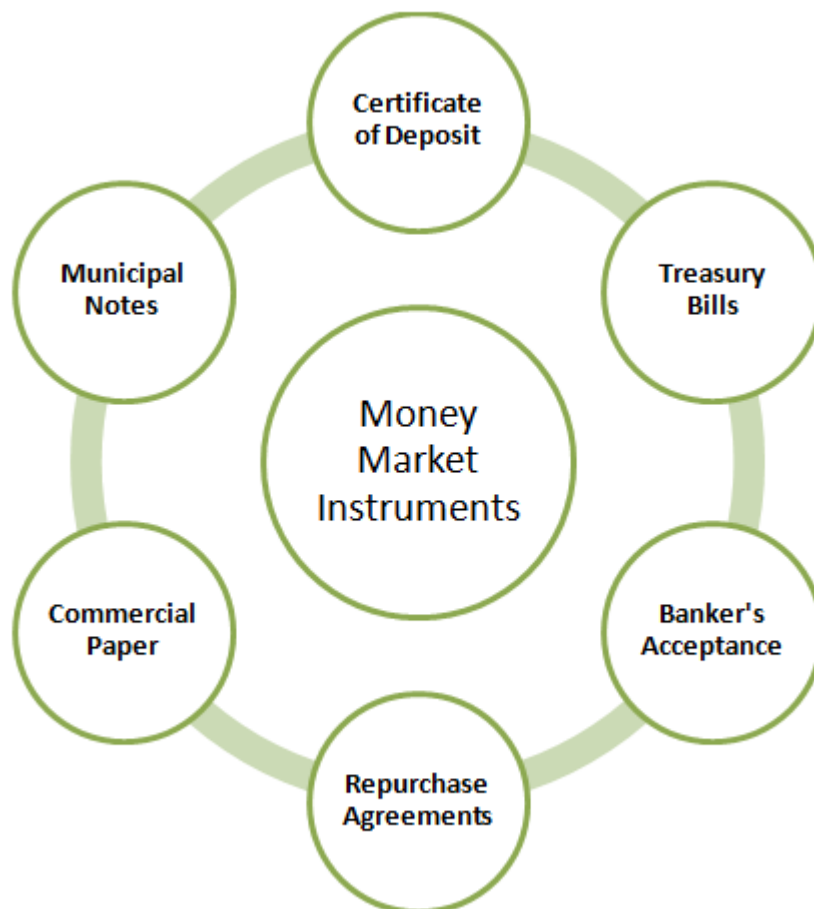 Certificate
of Deposit
Municipal
Notes
Treasury
Bills
Money
Market
Instruments
Commercial
Paper
Banker's
Acceptance
Repurchase
Agreements